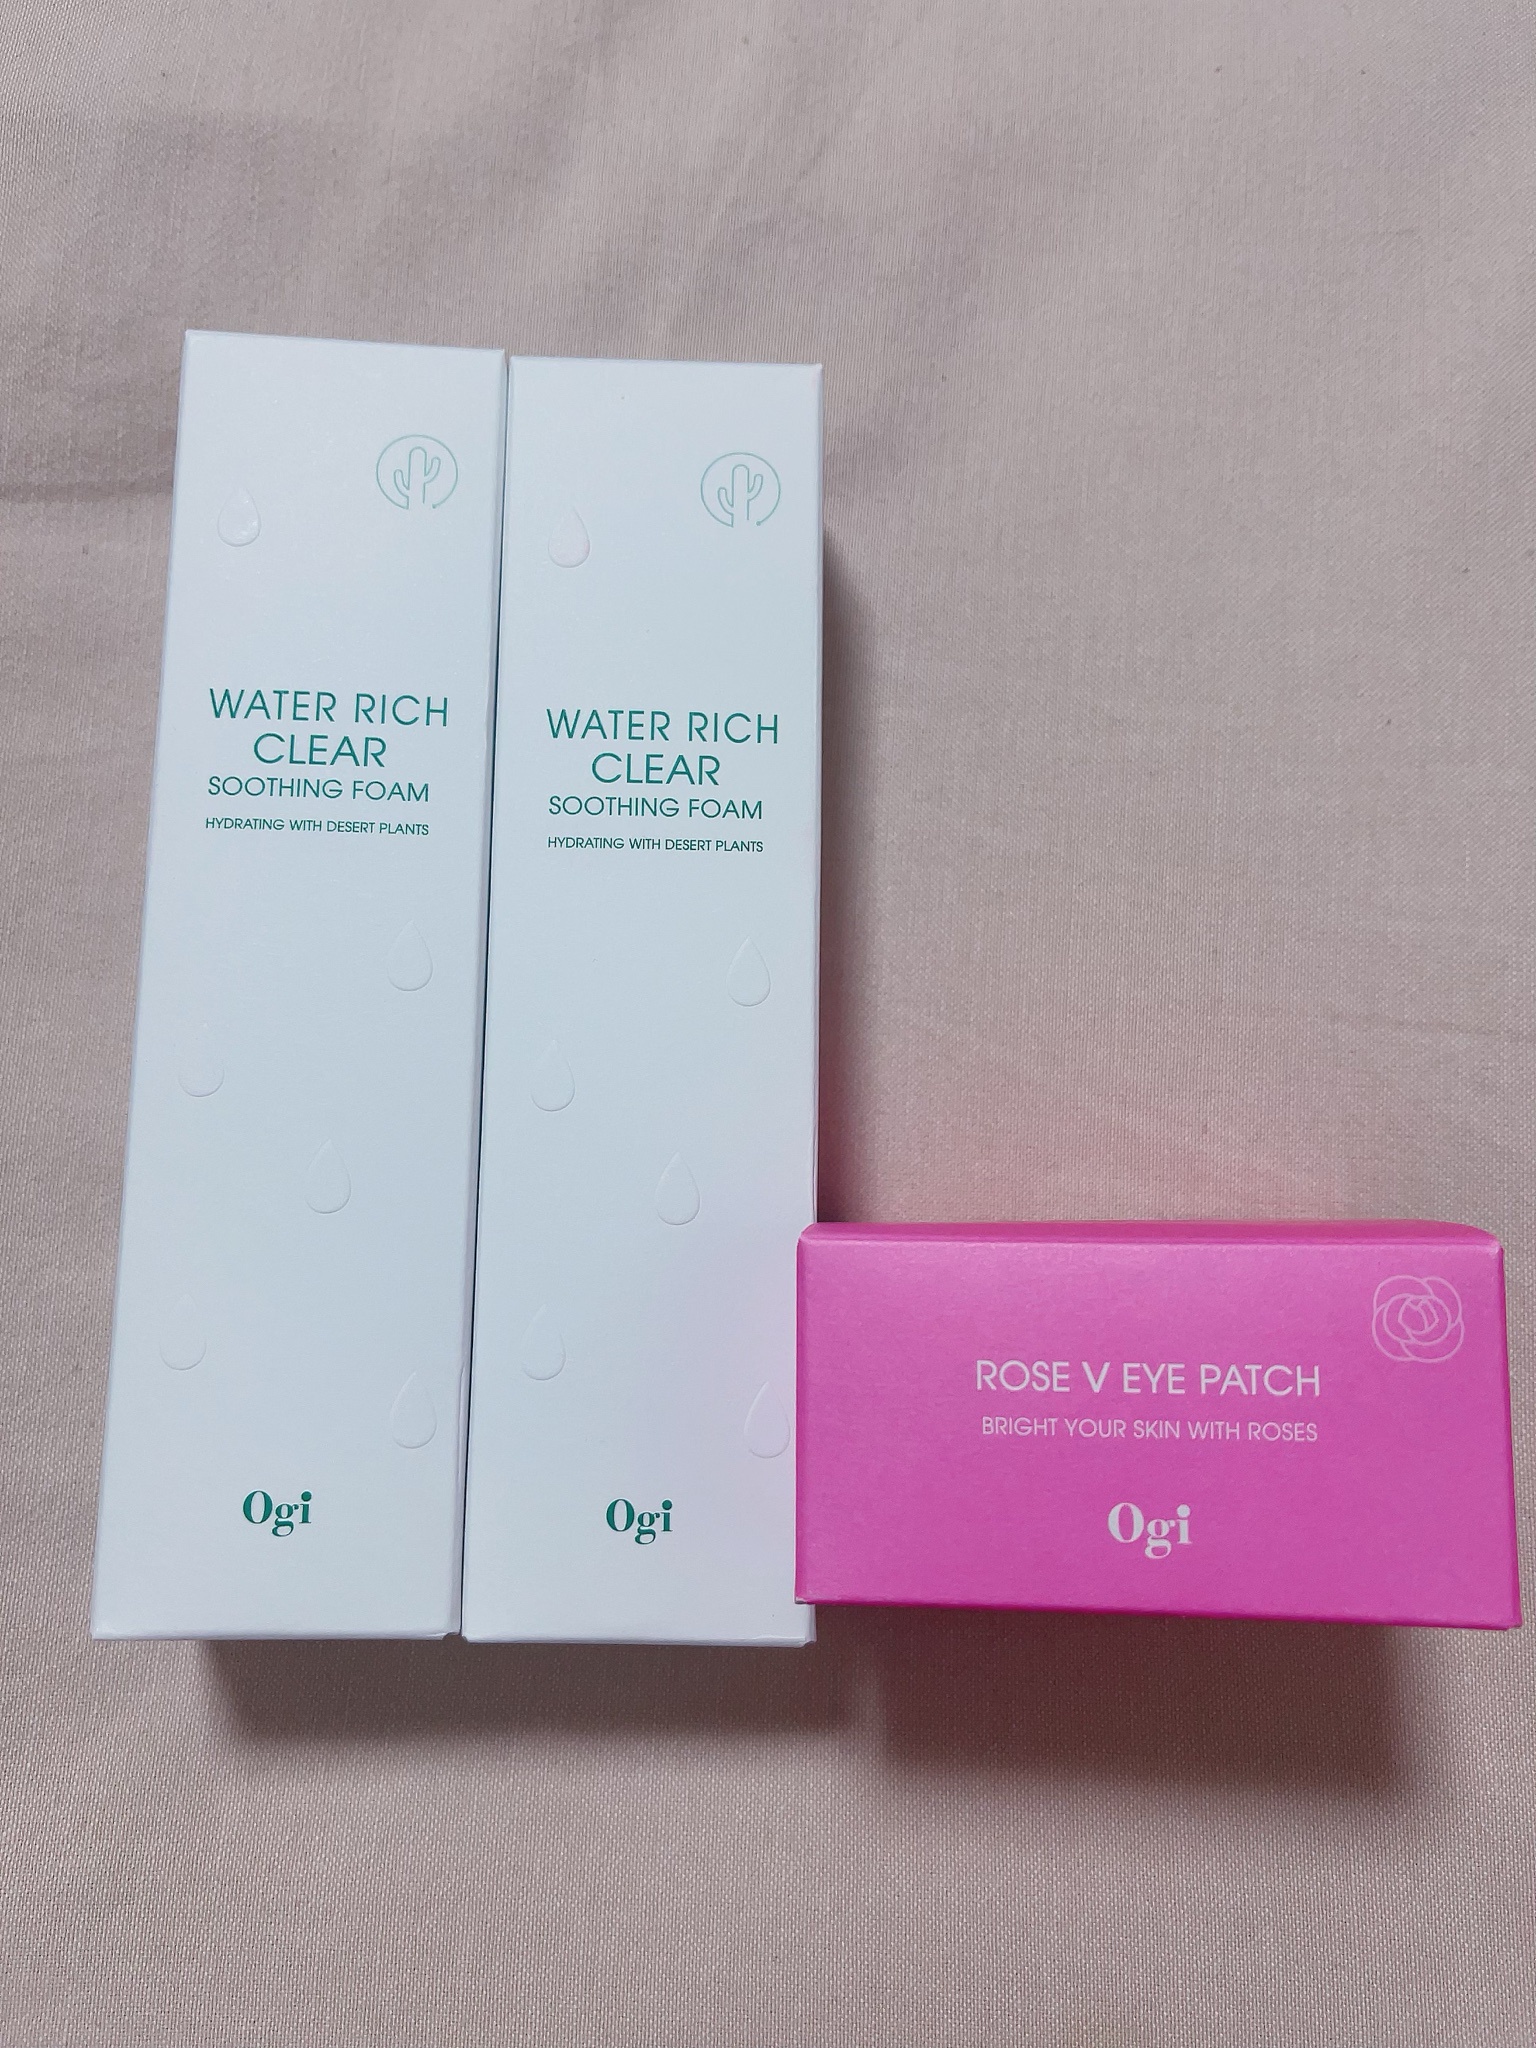 WATER RICH
CLEAR
SOOTHING FOAM
HYDRATING WITH DESERT PLANTS
Ogi
WATER RICH
CLEAR
SOOTHING FOAM
HYDRATING WITH DESERT PLANTS
Ogi
ROSE V EYE PATCH
BRIGHT YOUR SKIN WITH ROSES
Ogi